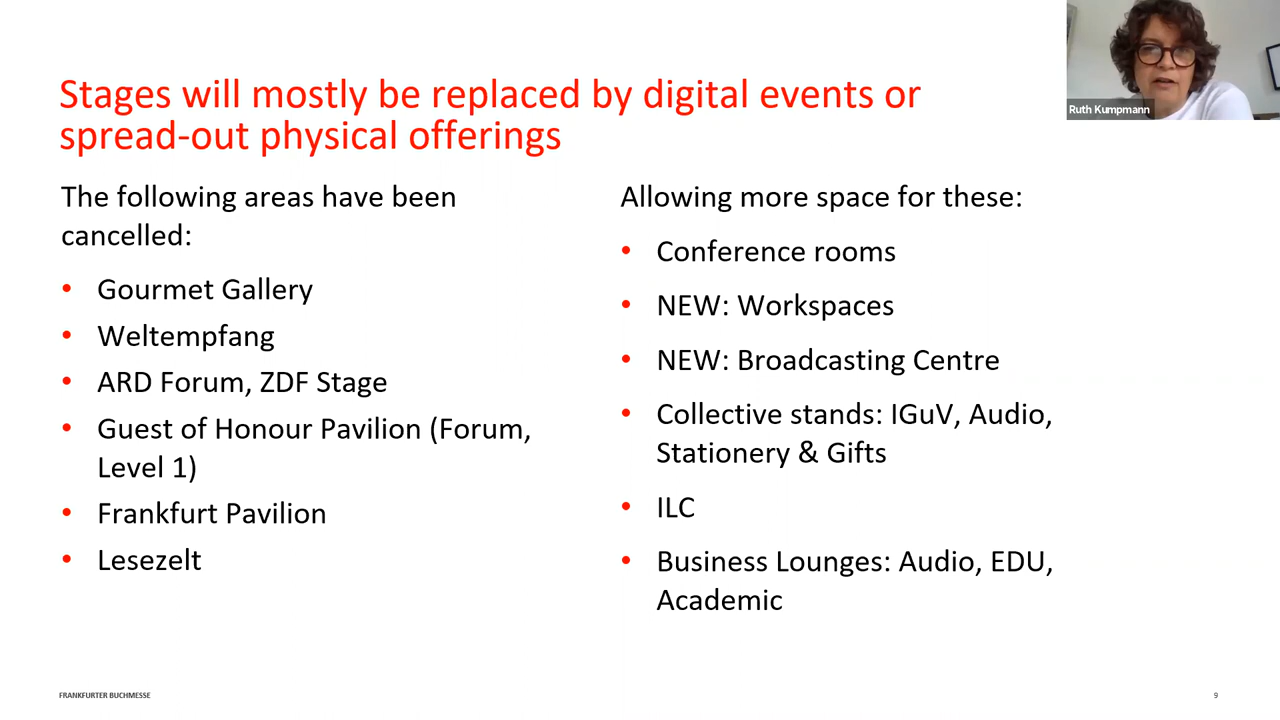 Stages will mostly be replaced by digital events or
spread-out physical offerings
Ruth Kumpmann
The following areas have been
cancelled:
• Gourmet Gallery
• Weltempfang
• ARD Forum, ZDF Stage
• Guest of Honour Pavilion (Forum,
Level 1)
• Frankfurt Pavilion
• Lesezelt
Allowing more space for these:
• Conference rooms
• NEW: Workspaces
• NEW: Broadcasting Centre
• Collective stands: IGuV, Audio,
Stationery & Gifts
• ILC
• Business Lounges: Audio, EDU,
Academic
FRANKFURTER BUCHMESSE
9